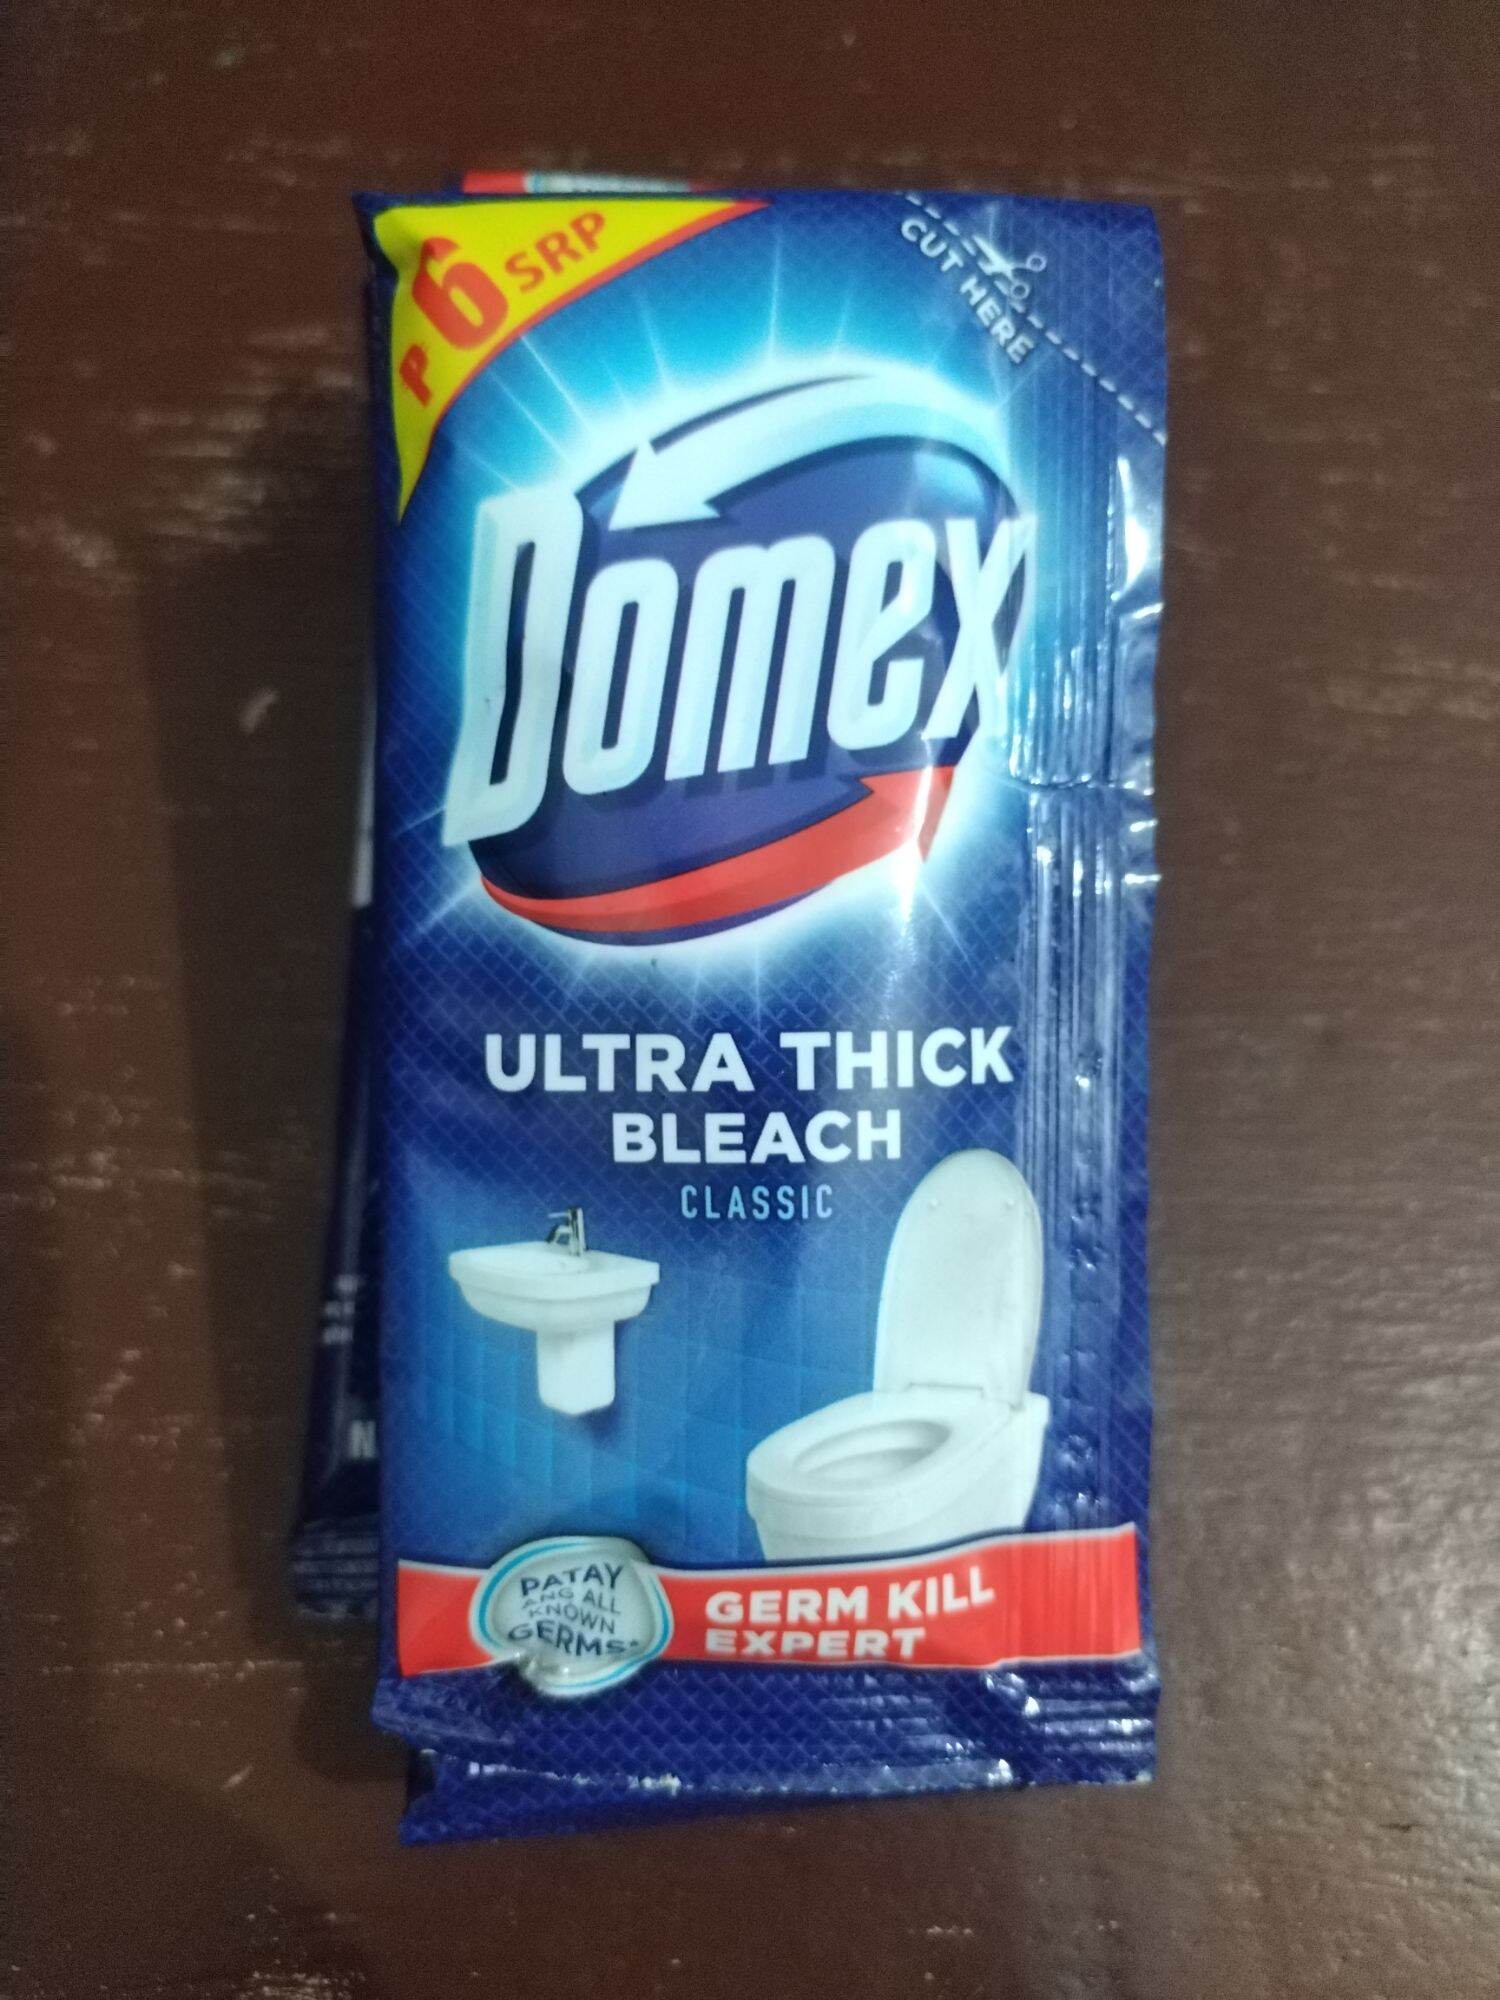 P 6 SRP
CUT HERE
Domex
ULTRA THICK
BLEACH
CLASSIC
PATAY
ANG ALL
KNOWN
GERMS*
GERM KILL
EXPERT